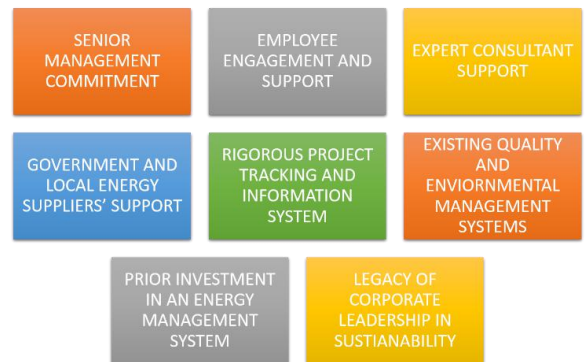 SENIOR
MANAGEMENT
COMMITMENT
EMPLOYEE
ENGAGEMENT AND
SUPPORT
EXPERT CONSULTANT
SUPPORT
GOVERNMENT AND
LOCAL ENERGY
SUPPLIERS’ SUPPORT
RIGOROUS PROJECT
TRACKING AND
INFORMATION
SYSTEM
EXISTING QUALITY
AND
ENVIORNMENTAL
MANAGEMENT
SYSTEMS
PRIOR INVESTMENT
IN AN ENERGY
MANAGEMENT
SYSTEM
LEGACY OF
CORPORATE
LEADERSHIP IN
SUSTIANABILITY